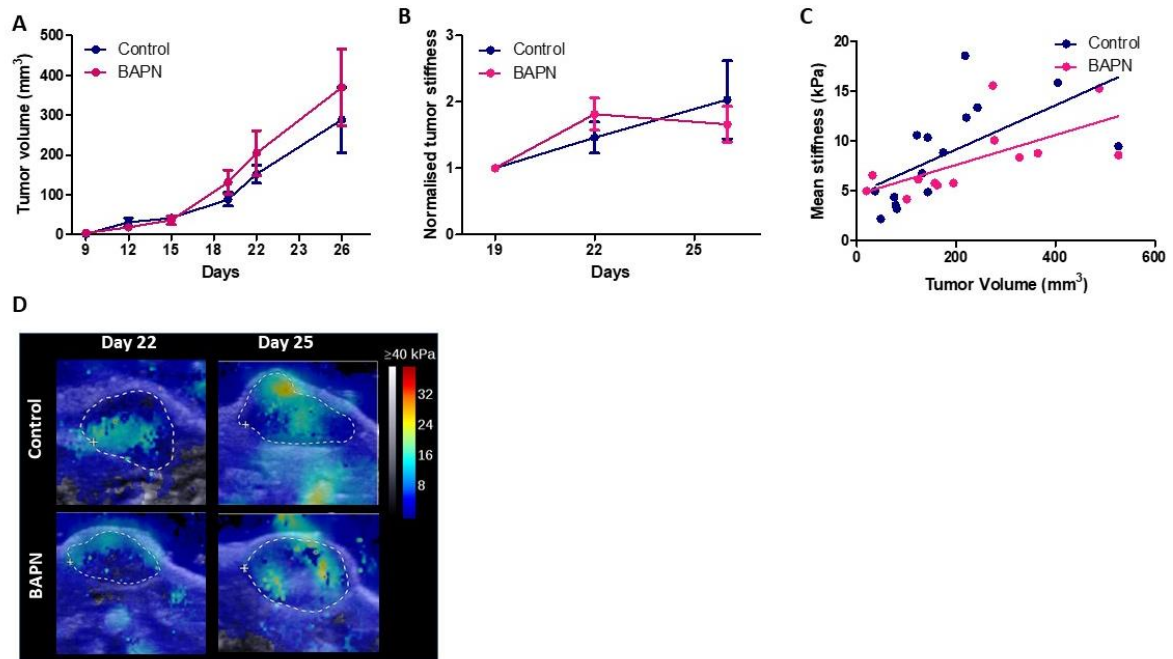 A
Tumor volume (mm3)
500
400
300
200
100
0
Control
BAPN
9 12 15 18 19 22 23 26
Days
B
Normalised tumor stiffness
3
2
1
0
Control
BAPN
19 22 25
Days
C
Mean stiffness (kPa)
20
15
10
5
0
Control
BAPN
0 200 400 600
Tumor Volume (mm3)
D
Day 22 Day 25
≥40 kPa
32
24
16
8
Control
BAPN